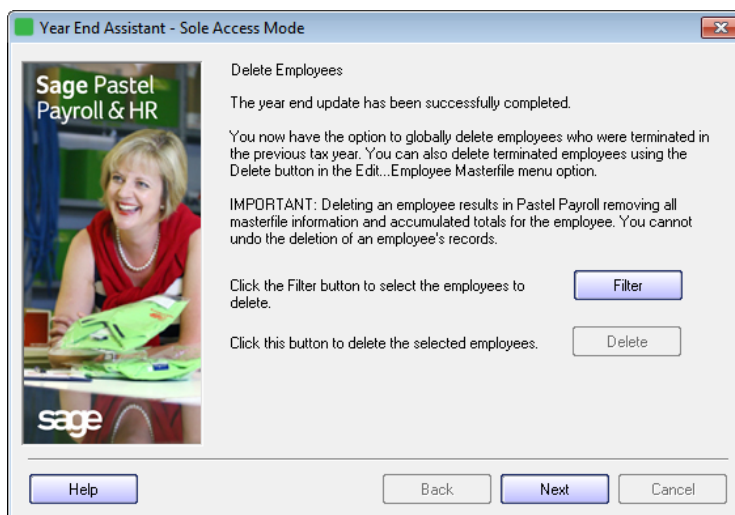 Year End Assistant - Sole Access Mode
Sage Pastel
Payroll & HR
Delete Employees
The year end update has been successfully completed.
You now have the option to globally delete employees who were terminated in
the previous tax year. You can also delete terminated employees using the
Delete button in the Edit...Employee Masterfile menu option.
IMPORTANT: Deleting an employee results in Pastel Payroll removing all
masterfile information and accumulated totals for the employee. You cannot
undo the deletion of an employee's records.
Click the Filter button to select the employees to
delete.
Filter
Click this button to delete the selected employees.
Delete
sage
Help
Back
Next
Cancel